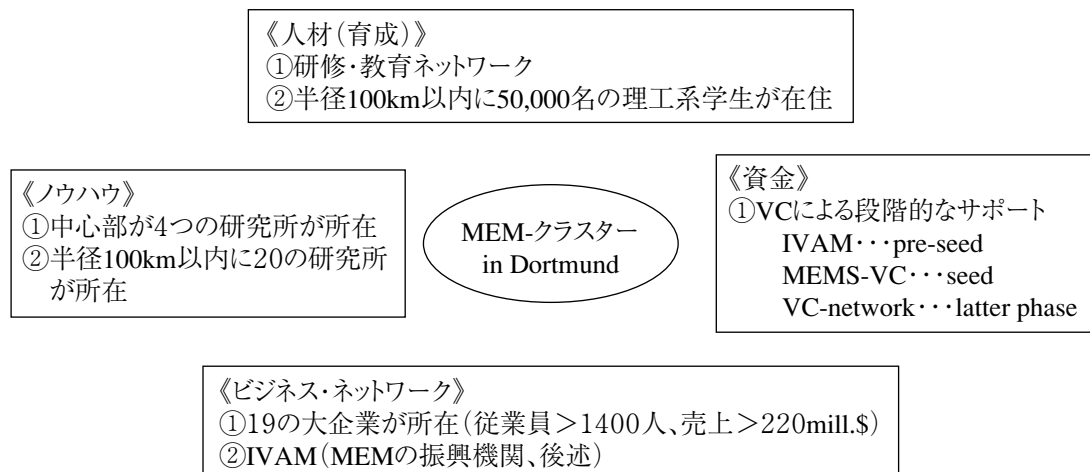 《人材（育成）》
①研修・教育ネットワーク
②半径100km以内に50,000名の理工系学生が在住
《ノウハウ》
①中心部が4つの研究所が所在
②半径100km以内に20の研究所
が所在
MEM-クラスター
in Dortmund
《資金》
①VCによる段階的なサポート
IVAM・・・pre-seed
MEMS-VC・・・seed
VC-network・・・latter phase
《ビジネス・ネットワーク》
①19の大企業が所在（従業員＞1400人、売上＞220mill.$）
②IVAM（MEMの振興機関、後述）